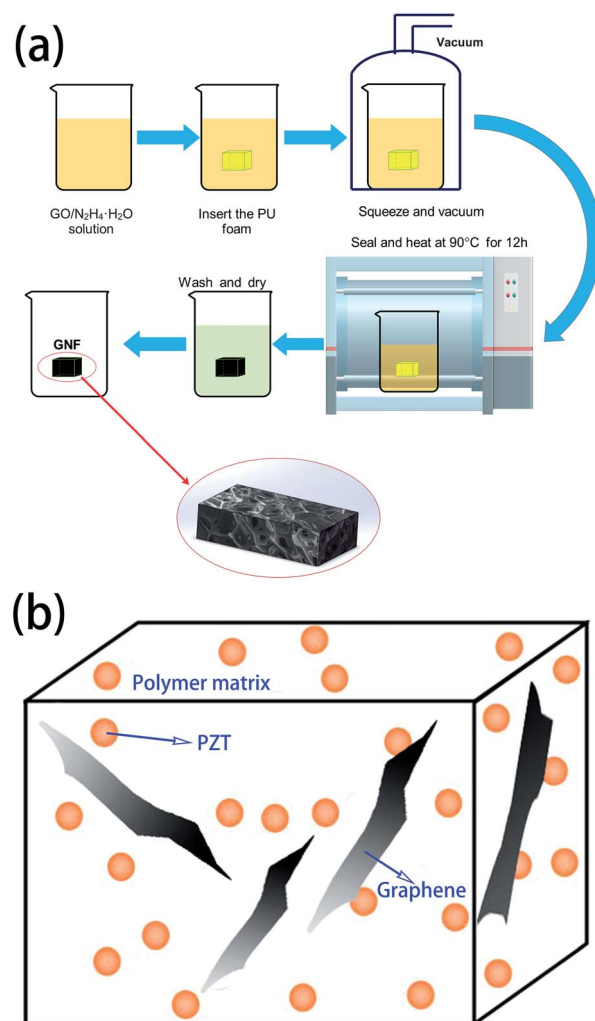 (a)
Vacuum
GO/N₂H₄·H₂O
solution
Insert the PU
foam
Squeeze and vacuum
Seal and heat at 90°C for 12h
Wash and dry
GNF
(b)
Polymer matrix
PZT
Graphene